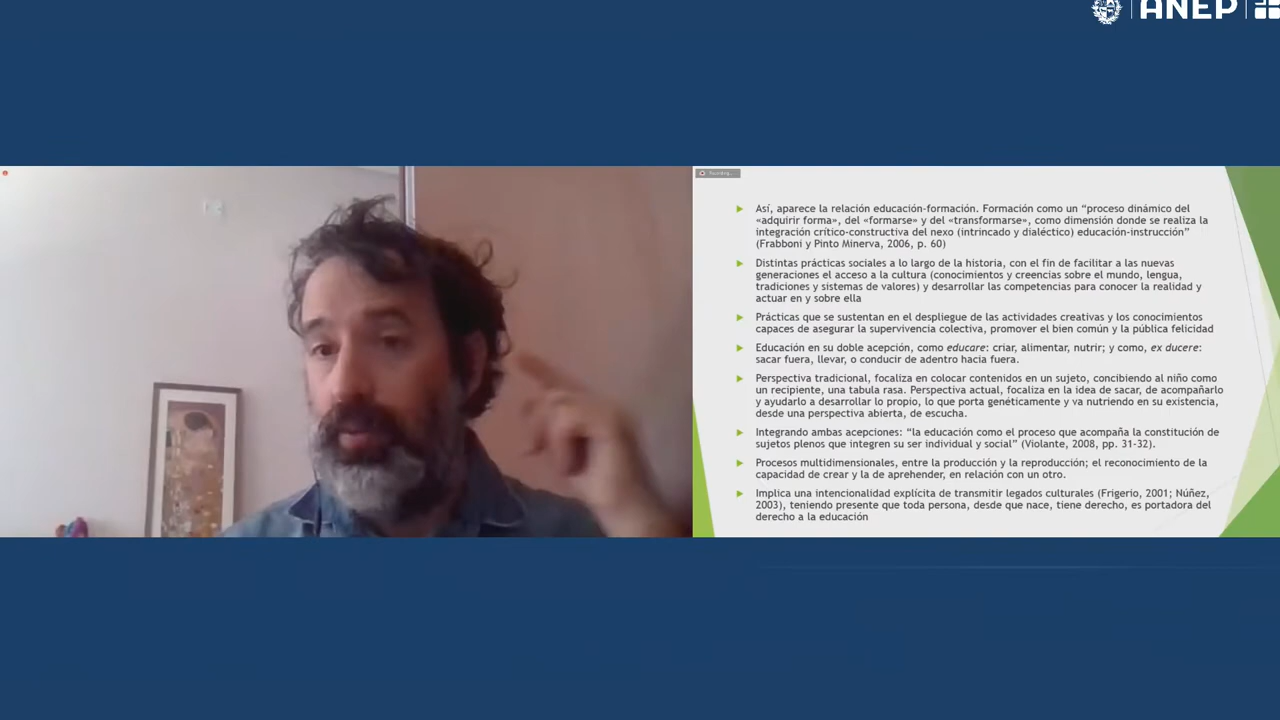 ANEP
Así, aparece la relación educación-formación. Formación como un “proceso dinámico del
«adquirir forma», del «formarse» y del «transformarse», como dimensión donde se realiza la
integración crítico-constructiva del nexo (intrincado y dialéctico) educación-instrucción”
(Frabboni y Pinto Minerva, 2006, p. 60)
Distintas prácticas sociales a lo largo de la historia, con el fin de facilitar a las nuevas
generaciones el acceso a la cultura (conocimientos y creencias sobre el mundo, lengua,
tradiciones y sistemas de valores) y desarrollar las competencias para conocer la realidad y
actuar en y sobre ella
Prácticas que se sustentan en el despliegue de las actividades creativas y los conocimientos
capaces de asegurar la supervivencia colectiva, promover el bien común y la pública felicidad
Educación en su doble acepción, como educare: criar, alimentar, nutrir; y como, ex ducere:
sacar fuera, llevar, o conducir de adentro hacia fuera.
Perspectiva tradicional, focaliza en colocar contenidos en un sujeto, concibiendo al niño como
un recipiente, una tabula rasa. Perspectiva actual, focaliza en la idea de sacar, de acompañarlo
y ayudarlo a desarrollar lo propio, lo que porta genéticamente y va nutriendo en su existencia,
desde una perspectiva abierta, de escucha.
Integrando ambas acepciones: “la educación como el proceso que acompaña la constitución de
sujetos plenos que integren su ser individual y social” (Violante, 2008, pp. 31-32).
Procesos multidimensionales, entre la producción y la reproducción; el reconocimiento de la
capacidad de crear y la de aprehender, en relación con un otro.
Implica una intencionalidad explícita de transmitir legados culturales (Frigerio, 2001; Núñez,
2003), teniendo presente que toda persona, desde que nace, tiene derecho, es portadora del
derecho a la educación